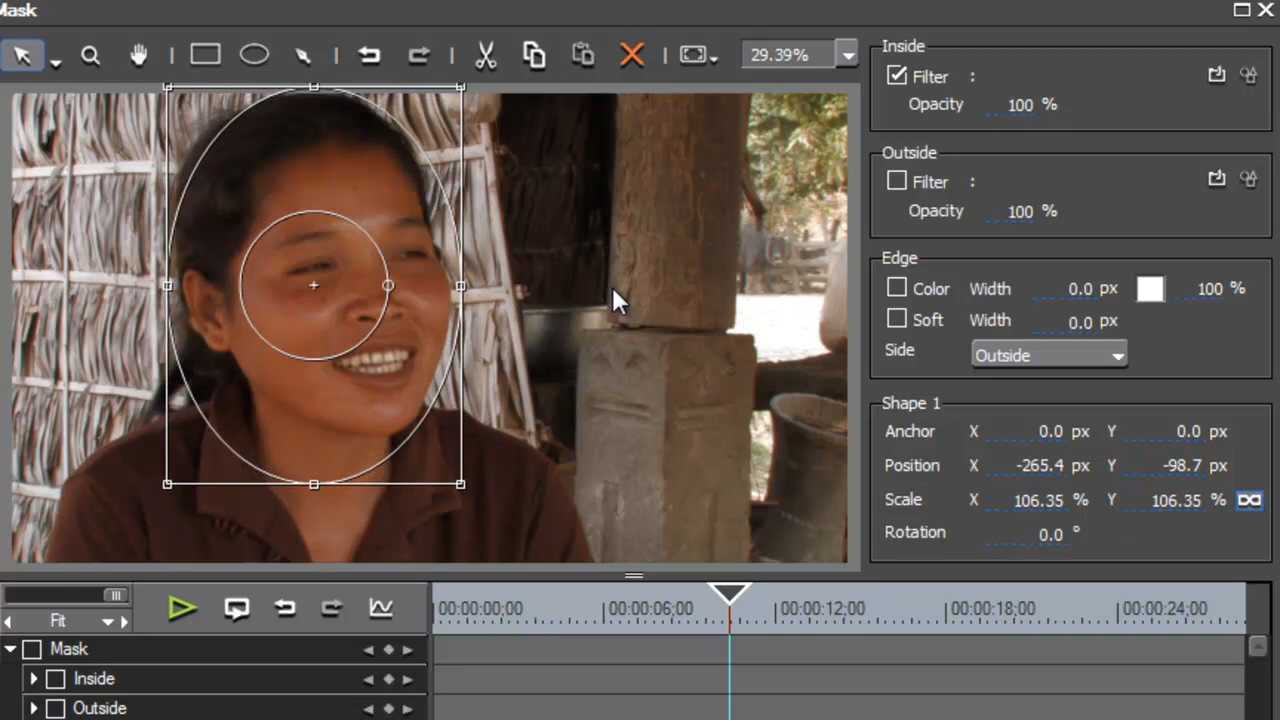 Mask
29.39%
Inside
Filter :
Opacity 100 %
Outside
Filter :
Opacity 100 %
Edge
Color Width 0.0 px 100 %
Soft Width 0.0 px
Side Outside
Shape 1
Anchor X 0.0 px Y 0.0 px
Position X -265.4 px Y -98.7 px
Scale X 106.35 % Y 106.35 %
Rotation 0.0 °
Fit
00:00:00;00 00:00:06;00 00:00:12;00 00:00:18;00 00:00:24;00
Mask
Inside
Outside